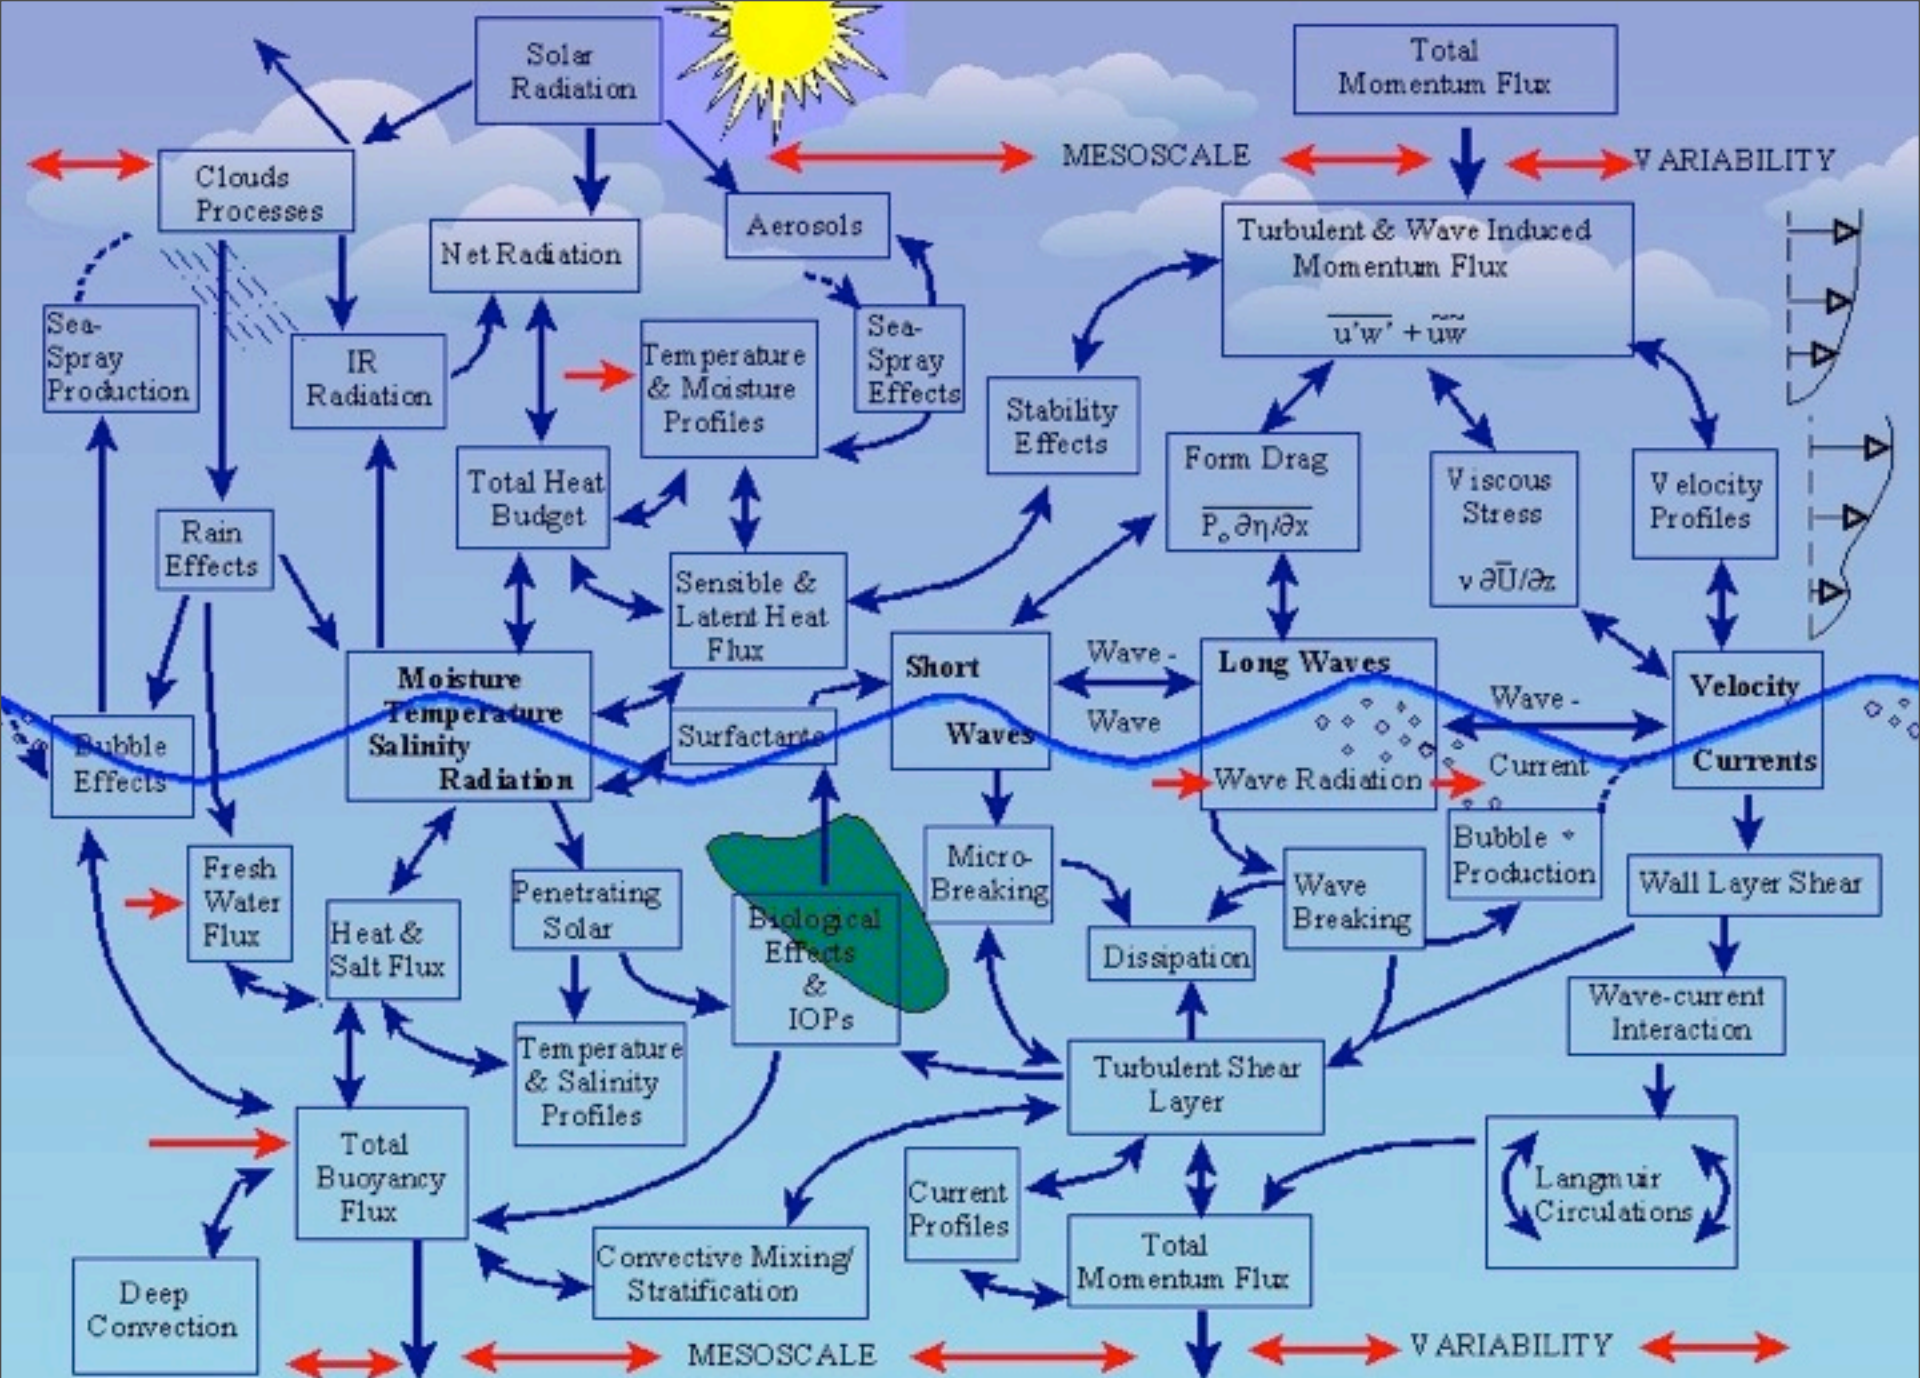 Solar
Radiation
Total
Momentum Flux
MESOSCALE
VARIABILITY
Clouds
Processes
Aerosols
Net Radiation
Turbulent & Wave Induced
Momentum Flux
u'w' + ũw̃
Sea-
Spray
Production
IR
Radiation
Temperature
& Moisture
Profiles
Sea-
Spray
Effects
Stability
Effects
Form Drag
Pₒ ∂η/∂x
Viscous
Stress
ν ∂U̅/∂z
Velocity
Profiles
Total Heat
Budget
Rain
Effects
Sensible &
Latent Heat
Flux
Moisture
Temperature
Salinity
Radiation
Short
Waves
Wave -
Wave
Long Waves
Wave Radiation
Wave -
Current
Velocity
Currents
Bubble
Effects
Surfactants
Fresh
Water
Flux
Heat &
Salt Flux
Penetrating
Solar
Biological
Effects
&
IOPs
Micro-
Breaking
Dissipation
Wave
Breaking
Bubble
Production
Wall Layer Shear
Wave-current
Interaction
Temperature
& Salinity
Profiles
Turbulent Shear
Layer
Total
Buoyancy
Flux
Current
Profiles
Langmuir
Circulations
Deep
Convection
Convective Mixing/
Stratification
Total
Momentum Flux
MESOSCALE
VARIABILITY